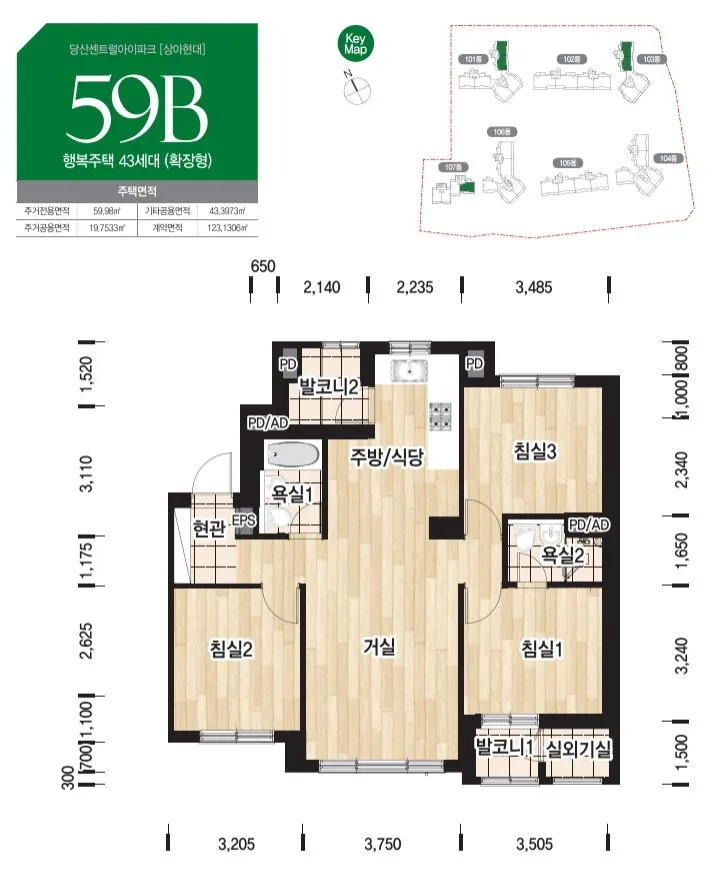 당산센트럴아이파크 [상아현대]
59B
행복주택 43세대 (확장형)
주택면적
주거전용면적 59.98㎡ 기타공용면적 43.3973㎡
주거공용면적 19.7533㎡ 계약면적 123.1306㎡
Key
Map
N
101동
102동
103동
106동
107동
105동
104동
650
2,140 2,235 3,485
1,520
3,110
1,175
2,625
1,100
700
300
800
1,000
2,340
1,650
3,240
1,500
PD
발코니2
PD
PD/AD
주방/식당
침실3
욕실1
현관
EPS
PD/AD
욕실2
침실2
거실
침실1
발코니1
실외기실
3,205 3,750 3,505